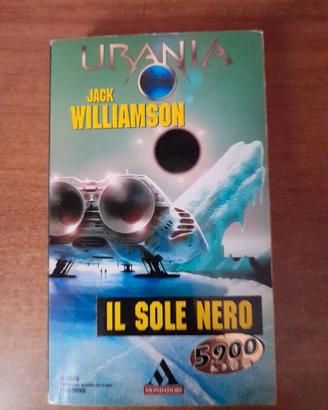 URANIA
JACK
WILLIAMSON
IL SOLE NERO
5.900
MONDADORI